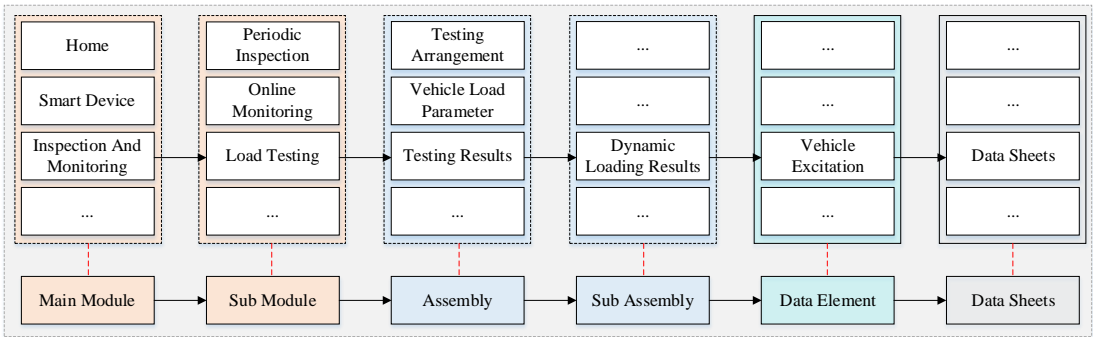 Home
Smart Device
Inspection And
Monitoring
...
Periodic
Inspection
Online
Monitoring
Load Testing
...
Testing
Arrangement
Vehicle Load
Parameter
Testing Results
...
...
...
Dynamic
Loading Results
...
...
...
Vehicle
Excitation
...
...
...
Data Sheets
...
Main Module
Sub Module
Assembly
Sub Assembly
Data Element
Data Sheets